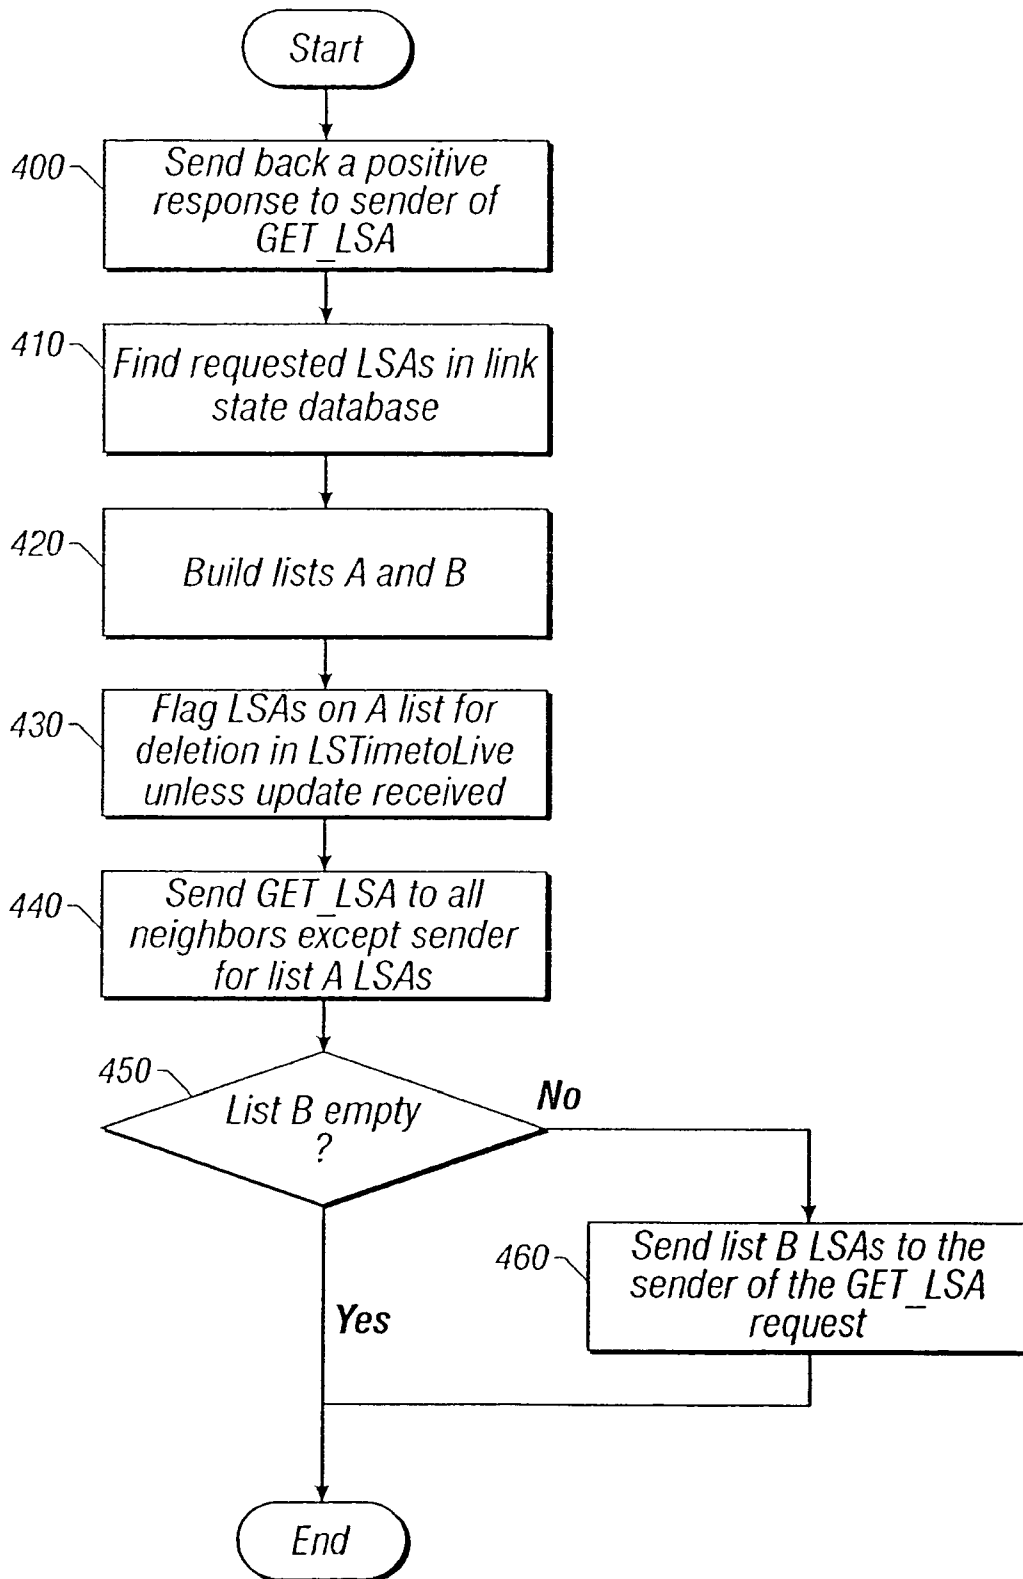 Start
400
Send back a positive
response to sender of
GET_LSA
410
Find requested LSAs in link
state database
420
Build lists A and B
430
Flag LSAs on A list for
deletion in LSTimetoLive
unless update received
440
Send GET_LSA to all
neighbors except sender
for list A LSAs
450
List B empty
?
No
460
Send list B LSAs to the
sender of the GET_LSA
request
Yes
End